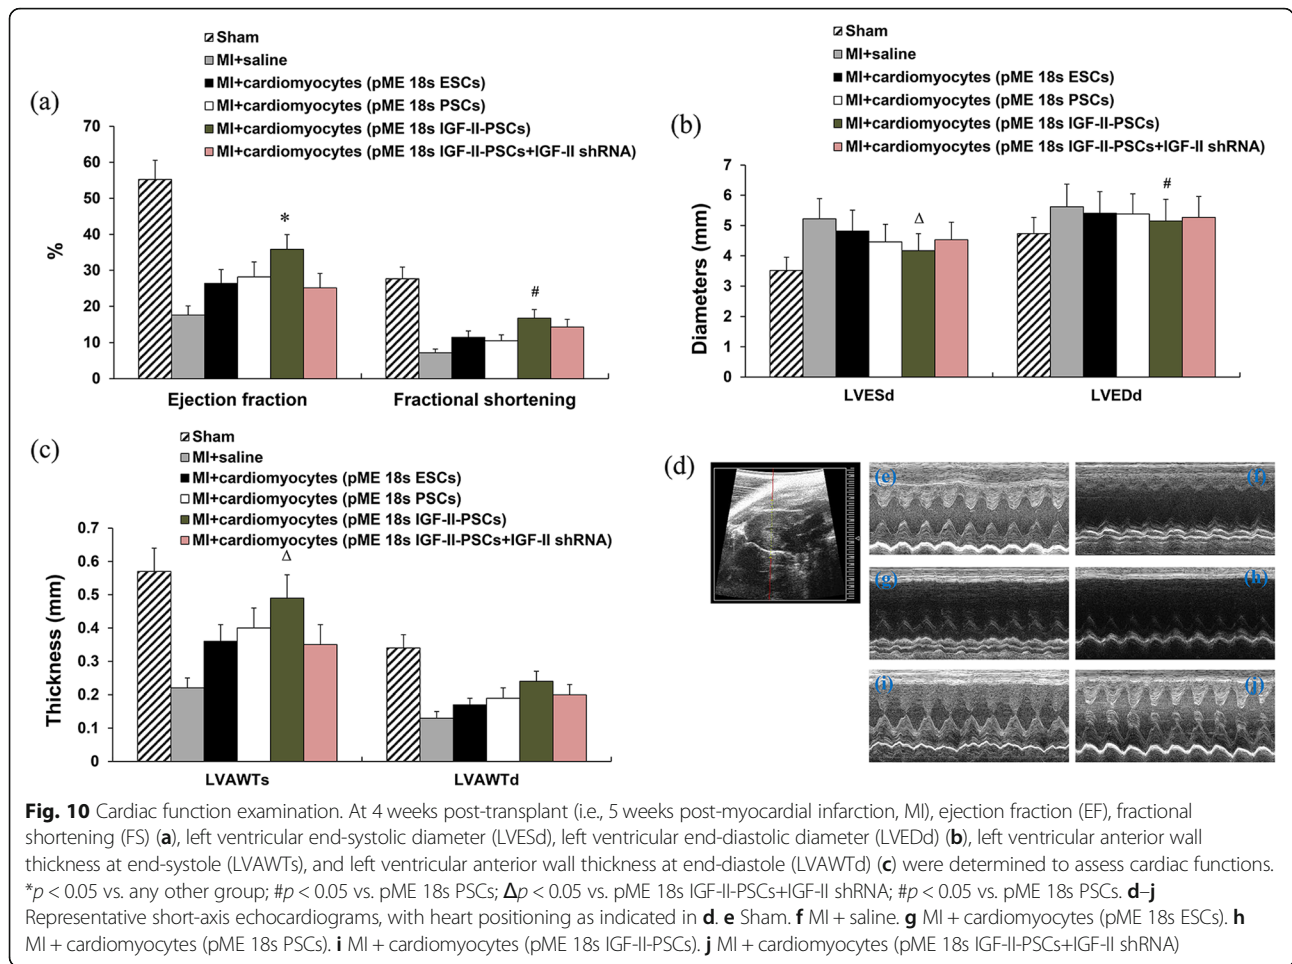 Sham
MI+saline
MI+cardiomyocytes (pME 18s ESCs)
MI+cardiomyocytes (pME 18s PSCs)
MI+cardiomyocytes (pME 18s IGF-II-PSCs)
MI+cardiomyocytes (pME 18s IGF-II-PSCs+IGF-II shRNA)
(a)
70
60
50
40
30
20
10
0
%
*
#
Ejection fraction
Fractional shortening
Sham
MI+saline
MI+cardiomyocytes (pME 18s ESCs)
MI+cardiomyocytes (pME 18s PSCs)
MI+cardiomyocytes (pME 18s IGF-II-PSCs)
MI+cardiomyocytes (pME 18s IGF-II-PSCs+IGF-II shRNA)
(b)
7
6
5
4
3
2
1
0
Diameters (mm)
Δ
#
LVESd
LVEDd
Sham
MI+saline
MI+cardiomyocytes (pME 18s ESCs)
MI+cardiomyocytes (pME 18s PSCs)
MI+cardiomyocytes (pME 18s IGF-II-PSCs)
MI+cardiomyocytes (pME 18s IGF-II-PSCs+IGF-II shRNA)
(c)
0.7
0.6
0.5
0.4
0.3
0.2
0.1
0
Thickness (mm)
Δ
LVAWTs
LVAWTd
(d)
(e)
(f)
(g)
(h)
(i)
(j)
Fig. 10 Cardiac function examination. At 4 weeks post-transplant (i.e., 5 weeks post-myocardial infarction, MI), ejection fraction (EF), fractional
shortening (FS) (a), left ventricular end-systolic diameter (LVESd), left ventricular end-diastolic diameter (LVEDd) (b), left ventricular anterior wall
thickness at end-systole (LVAWTs), and left ventricular anterior wall thickness at end-diastole (LVAWTd) (c) were determined to assess cardiac functions.
*p < 0.05 vs. any other group; #p < 0.05 vs. pME 18s PSCs; Δp < 0.05 vs. pME 18s IGF-II-PSCs+IGF-II shRNA; #p < 0.05 vs. pME 18s PSCs. d–j
Representative short-axis echocardiograms, with heart positioning as indicated in d. e Sham. f MI + saline. g MI + cardiomyocytes (pME 18s ESCs). h
MI + cardiomyocytes (pME 18s PSCs). i MI + cardiomyocytes (pME 18s IGF-II-PSCs). j MI + cardiomyocytes (pME 18s IGF-II-PSCs+IGF-II shRNA)